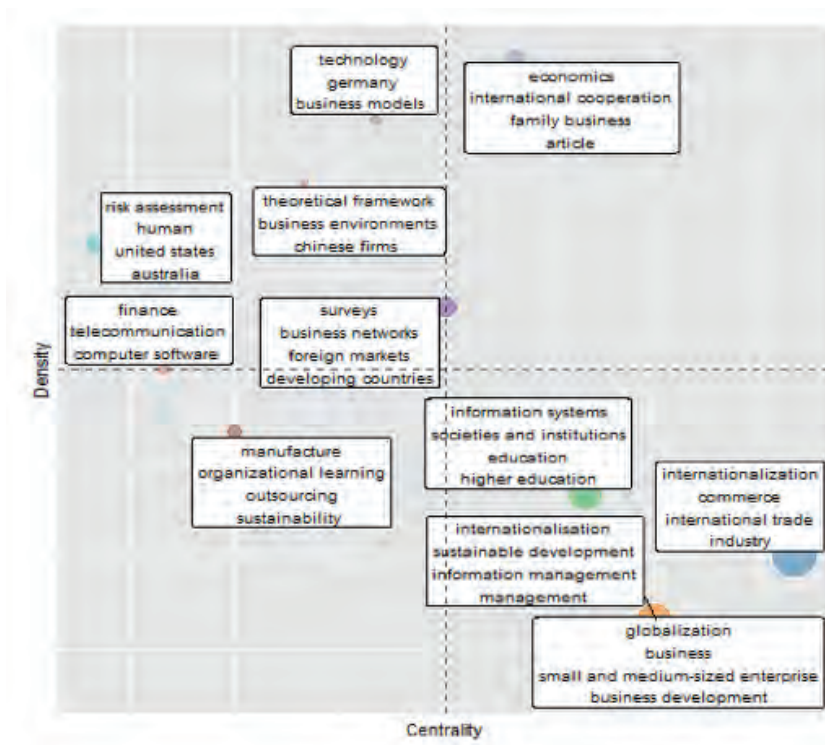 technology
germany
business models
economics
international cooperation
family business
article
risk assessment
human
united states
australia
theoretical framework
business environments
chinese firms
finance
telecommunication
computer software
surveys
business networks
foreign markets
developing countries
Density
information systems
societies and institutions
education
higher education
manufacture
organizational learning
outsourcing
sustainability
internationalization
commerce
international trade
industry
internationalisation
sustainable development
information management
management
globalization
business
small and medium-sized enterprise
business development
Centrality